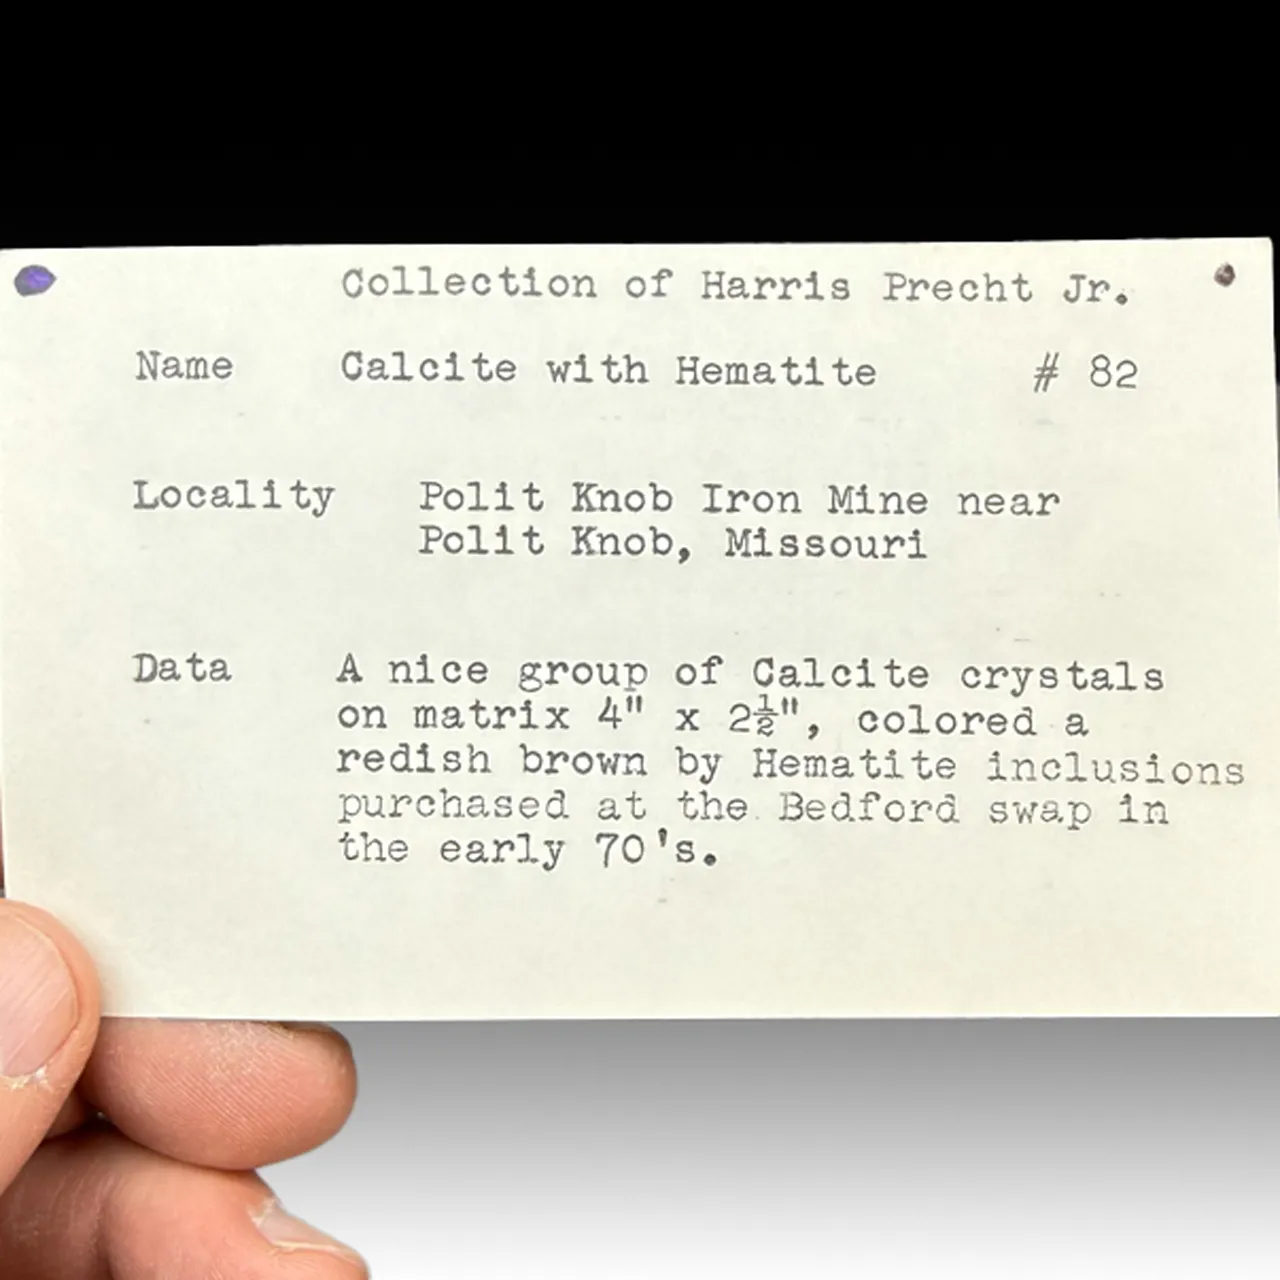 Collection of Harris Precht Jr.
Name Calcite with Hematite # 82
Locality Polit Knob Iron Mine near
Polit Knob, Missouri
Data A nice group of Calcite crystals
on matrix 4" x 2½", colored a
redish brown by Hematite inclusions
purchased at the Bedford swap in
the early 70's.